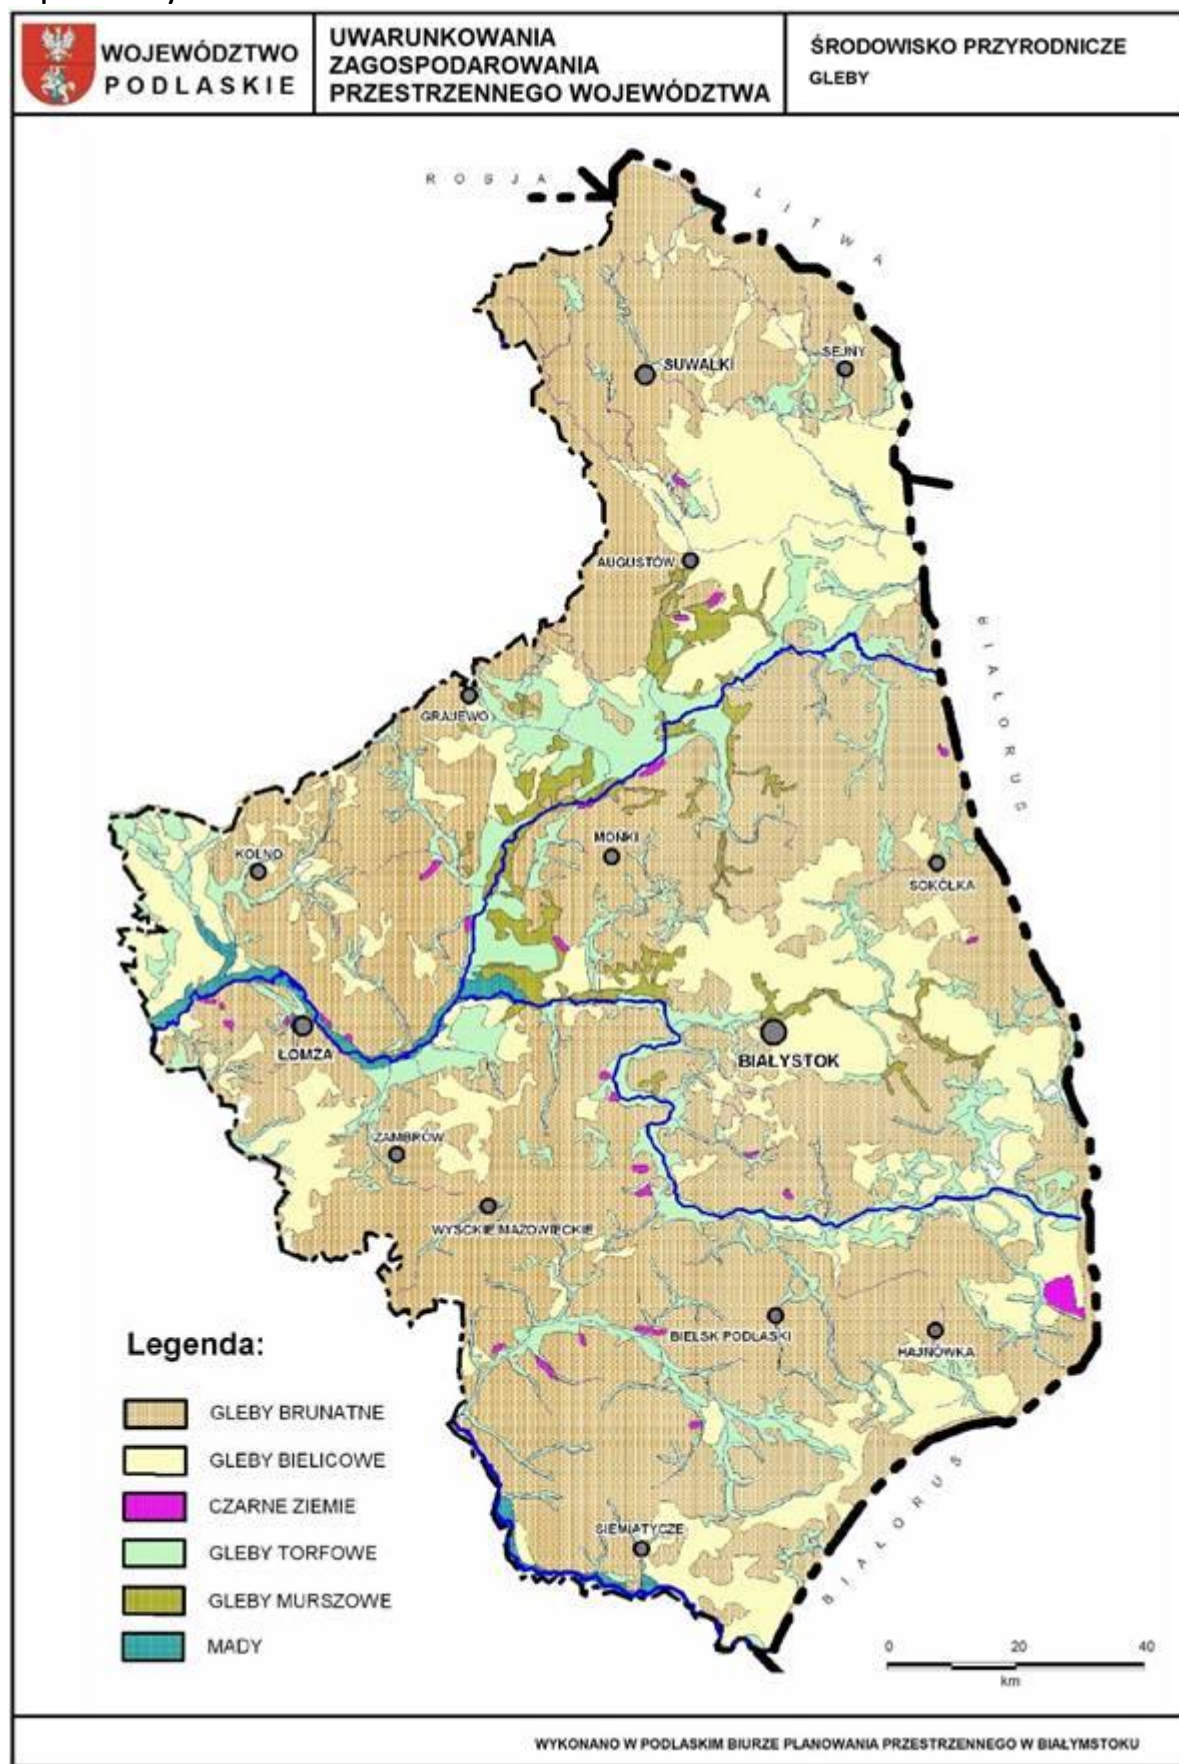 WOJEWÓDZTWO
PODLASKIE
UWARUNKOWANIA
ZAGOSPODAROWANIA
PRZESTRZENNEGO WOJEWÓDZTWA
ŚRODOWISKO PRZYRODNICZE
GLEBY
ROSJA
LITWA
SUWAŁKI
SEJNY
AUGUSTÓW
BIAŁORUS
GRAJEWO
MOŃKI
KOLNO
SOKÓŁKA
ŁOMŻA
BIAŁYSTOK
ZAMBRÓW
WYSOKIE MAZOWIECKIE
BIELSK PODLASKI
HAJNÓWKA
Legenda:
GLEBY BRUNATNE
GLEBY BIELICOWE
CZARNE ZIEMIE
GLEBY TORFOWE
GLEBY MURSZOWE
MADY
SIEMIATYCZE
BIAŁORUS
0 20 40
km
WYKONANO W PODLASKIM BIURZE PLANOWANIA PRZESTRZENNEGO W BIAŁYMSTOKU